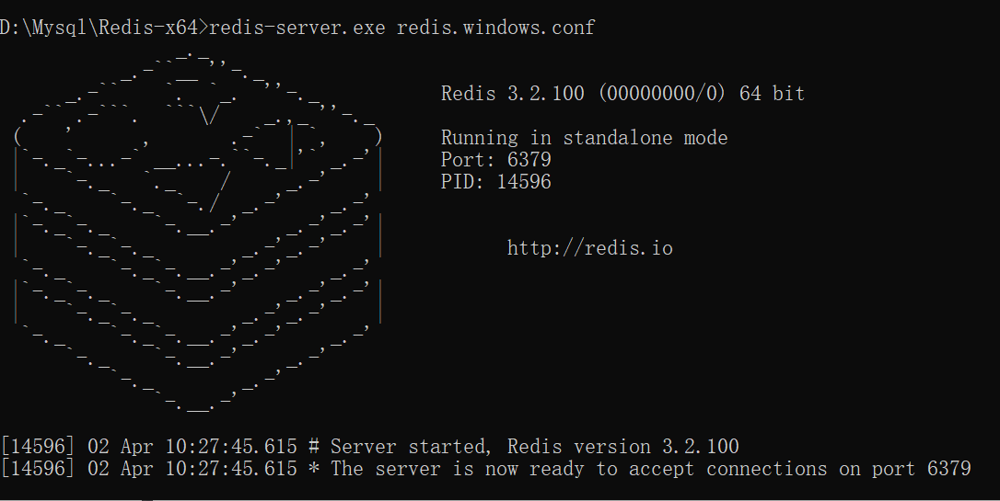 D:\Mysql\Redis-x64>redis-server.exe redis.windows.conf
Redis 3.2.100 (00000000/0) 64 bit
Running in standalone mode
Port: 6379
PID: 14596
http://redis.io
[14596] 02 Apr 10:27:45.615 # Server started, Redis version 3.2.100
[14596] 02 Apr 10:27:45.615 * The server is now ready to accept connections on port 6379